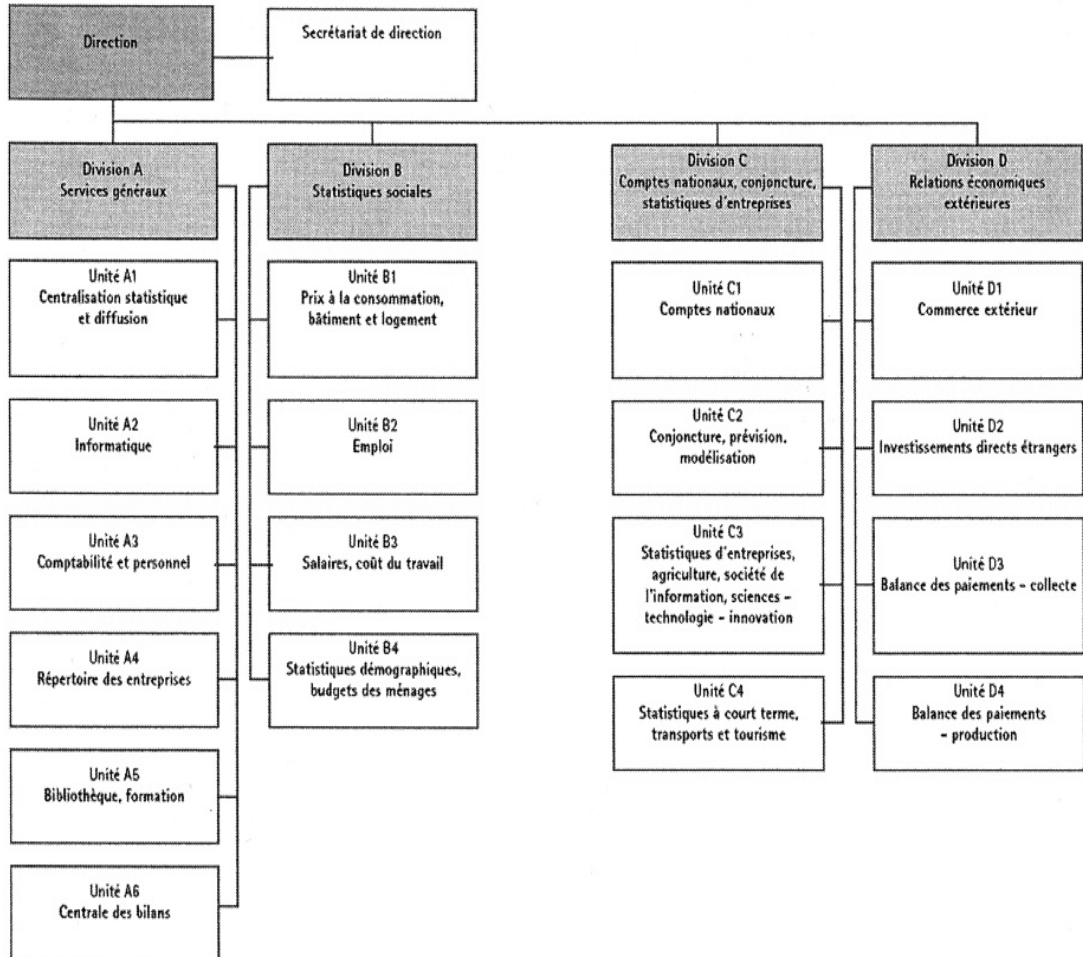 Direction
Secrétariat de direction
Division A
Services généraux
Division B
Statistiques sociales
Division C
Comptes nationaux, conjoncture,
statistiques d'entreprises
Division D
Relations économiques
extérieures
Unité A1
Centralisation statistique
et diffusion
Unité B1
Prix à la consommation,
bâtiment et logement
Unité C1
Comptes nationaux
Unité D1
Commerce extérieur
Unité A2
Informatique
Unité B2
Emploi
Unité C2
Conjoncture, prévision,
modélisation
Unité D2
Investissements directs étrangers
Unité A3
Comptabilité et personnel
Unité B3
Salaires, coût du travail
Unité C3
Statistiques d'entreprises,
agriculture, société de
l'information, sciences –
technologie – innovation
Unité D3
Balance des paiements – collecte
Unité A4
Répertoire des entreprises
Unité B4
Statistiques démographiques,
budgets des ménages
Unité C4
Statistiques à court terme,
transports et tourisme
Unité D4
Balance des paiements
– production
Unité A5
Bibliothèque, formation
Unité A6
Centrale des bilans